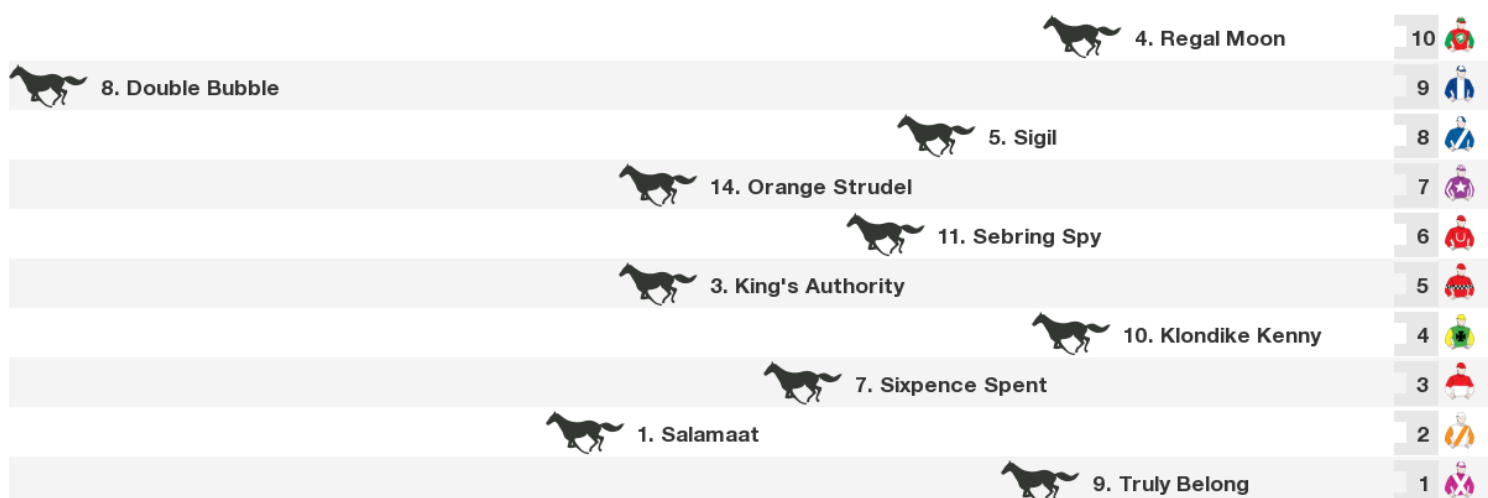 4. Regal Moon 10
8. Double Bubble 9
5. Sigil 8
14. Orange Strudel 7
11. Sebring Spy 6
3. King's Authority 5
10. Klondike Kenny 4
7. Sixpence Spent 3
1. Salamaat 2
9. Truly Belong 1